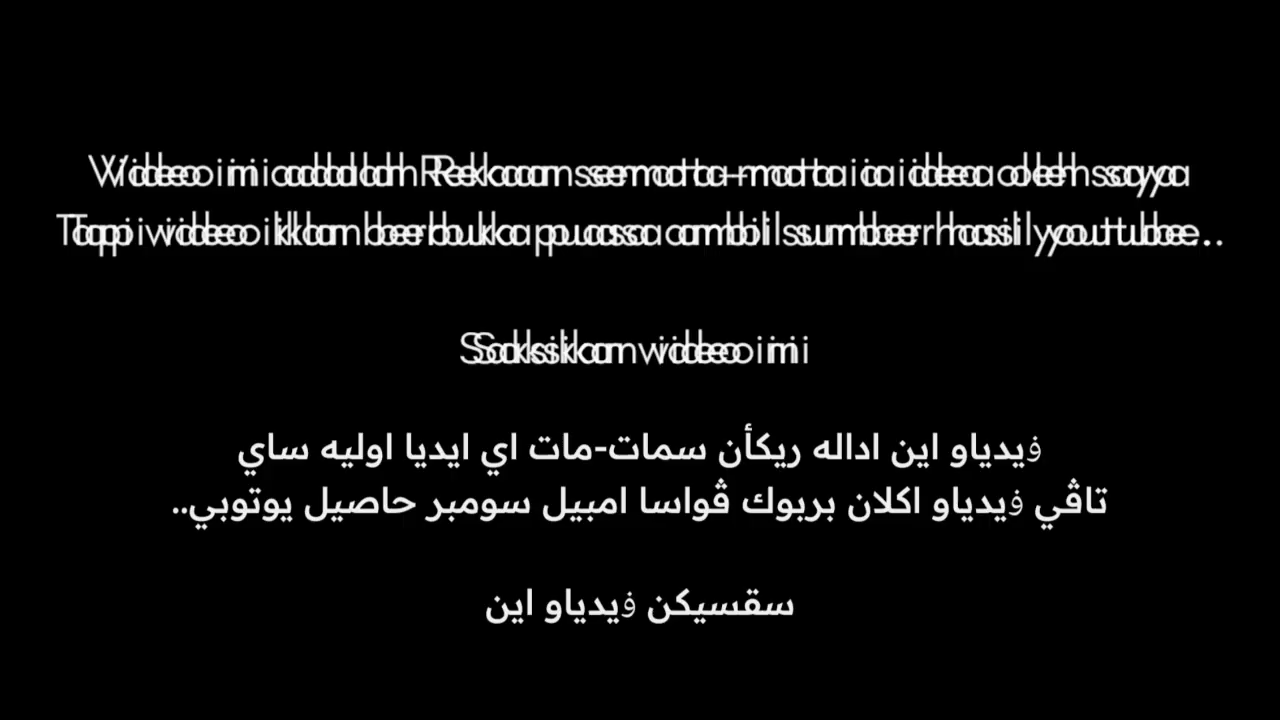 Video ini adalah Rekaan semata-mata ia idea oleh saya
Tapi video iklan berbuka puasa ambil sumber hasil youtube..
Saksikan video ini
ۏيدياو اين اداله ريكأن سمات-مات اي ايديا اوليه ساي
تاڤي ۏيدياو اكلان بربوك ڤواسا امبيل سومبر حاصيل يوتوبي..
سقسيكن ۏيدياو اين